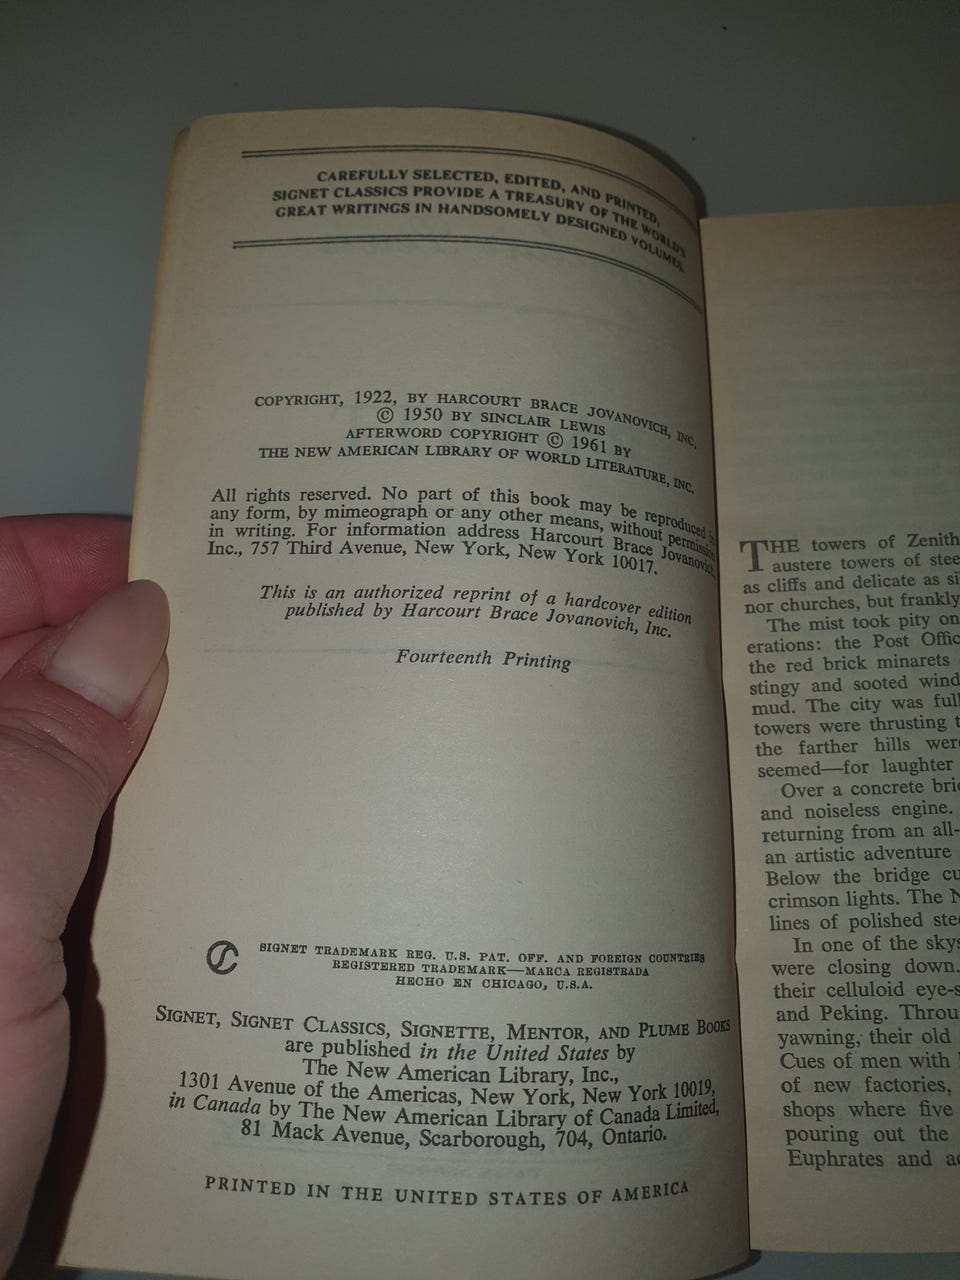 CAREFULLY SELECTED, EDITED, AND PRINTED,
SIGNET CLASSICS PROVIDE A TREASURY OF THE WORLD'S
GREAT WRITINGS IN HANDSOMELY DESIGNED VOLUMES.
COPYRIGHT, 1922, BY HARCOURT BRACE JOVANOVICH, INC.
© 1950 BY SINCLAIR LEWIS
AFTERWORD COPYRIGHT © 1961 BY
THE NEW AMERICAN LIBRARY OF WORLD LITERATURE, INC.
All rights reserved. No part of this book may be reproduced in
any form, by mimeograph or any other means, without permission
in writing. For information address Harcourt Brace Jovanovich,
Inc., 757 Third Avenue, New York, New York 10017.
This is an authorized reprint of a hardcover edition
published by Harcourt Brace Jovanovich, Inc.
Fourteenth Printing
SIGNET TRADEMARK REG. U.S. PAT. OFF. AND FOREIGN COUNTRIES
REGISTERED TRADEMARK—MARCA REGISTRADA
HECHO EN CHICAGO, U.S.A.
SIGNET, SIGNET CLASSICS, SIGNETTE, MENTOR, AND PLUME BOOKS
are published in the United States by
The New American Library, Inc.,
1301 Avenue of the Americas, New York, New York 10019,
in Canada by The New American Library of Canada Limited,
81 Mack Avenue, Scarborough, 704, Ontario.
PRINTED IN THE UNITED STATES OF AMERICA
THE towers of Zenith
austere towers of
as cliffs and delicate as
nor churches, but frankly
The mist took pity on
erations: the Post
the red brick minarets
stingy and sooted
mud. The city was
towers were thrusting
the farther hills
seemed—for laughter
Over a concrete
and noiseless engine.
returning from an all-
an artistic adventure
Below the bridge
crimson lights. The
lines of polished
In one of the
were closing down.
their celluloid
and Peking.
yawning, their old
Cues of men with
of new factories,
shops where five
pouring out the
Euphrates and